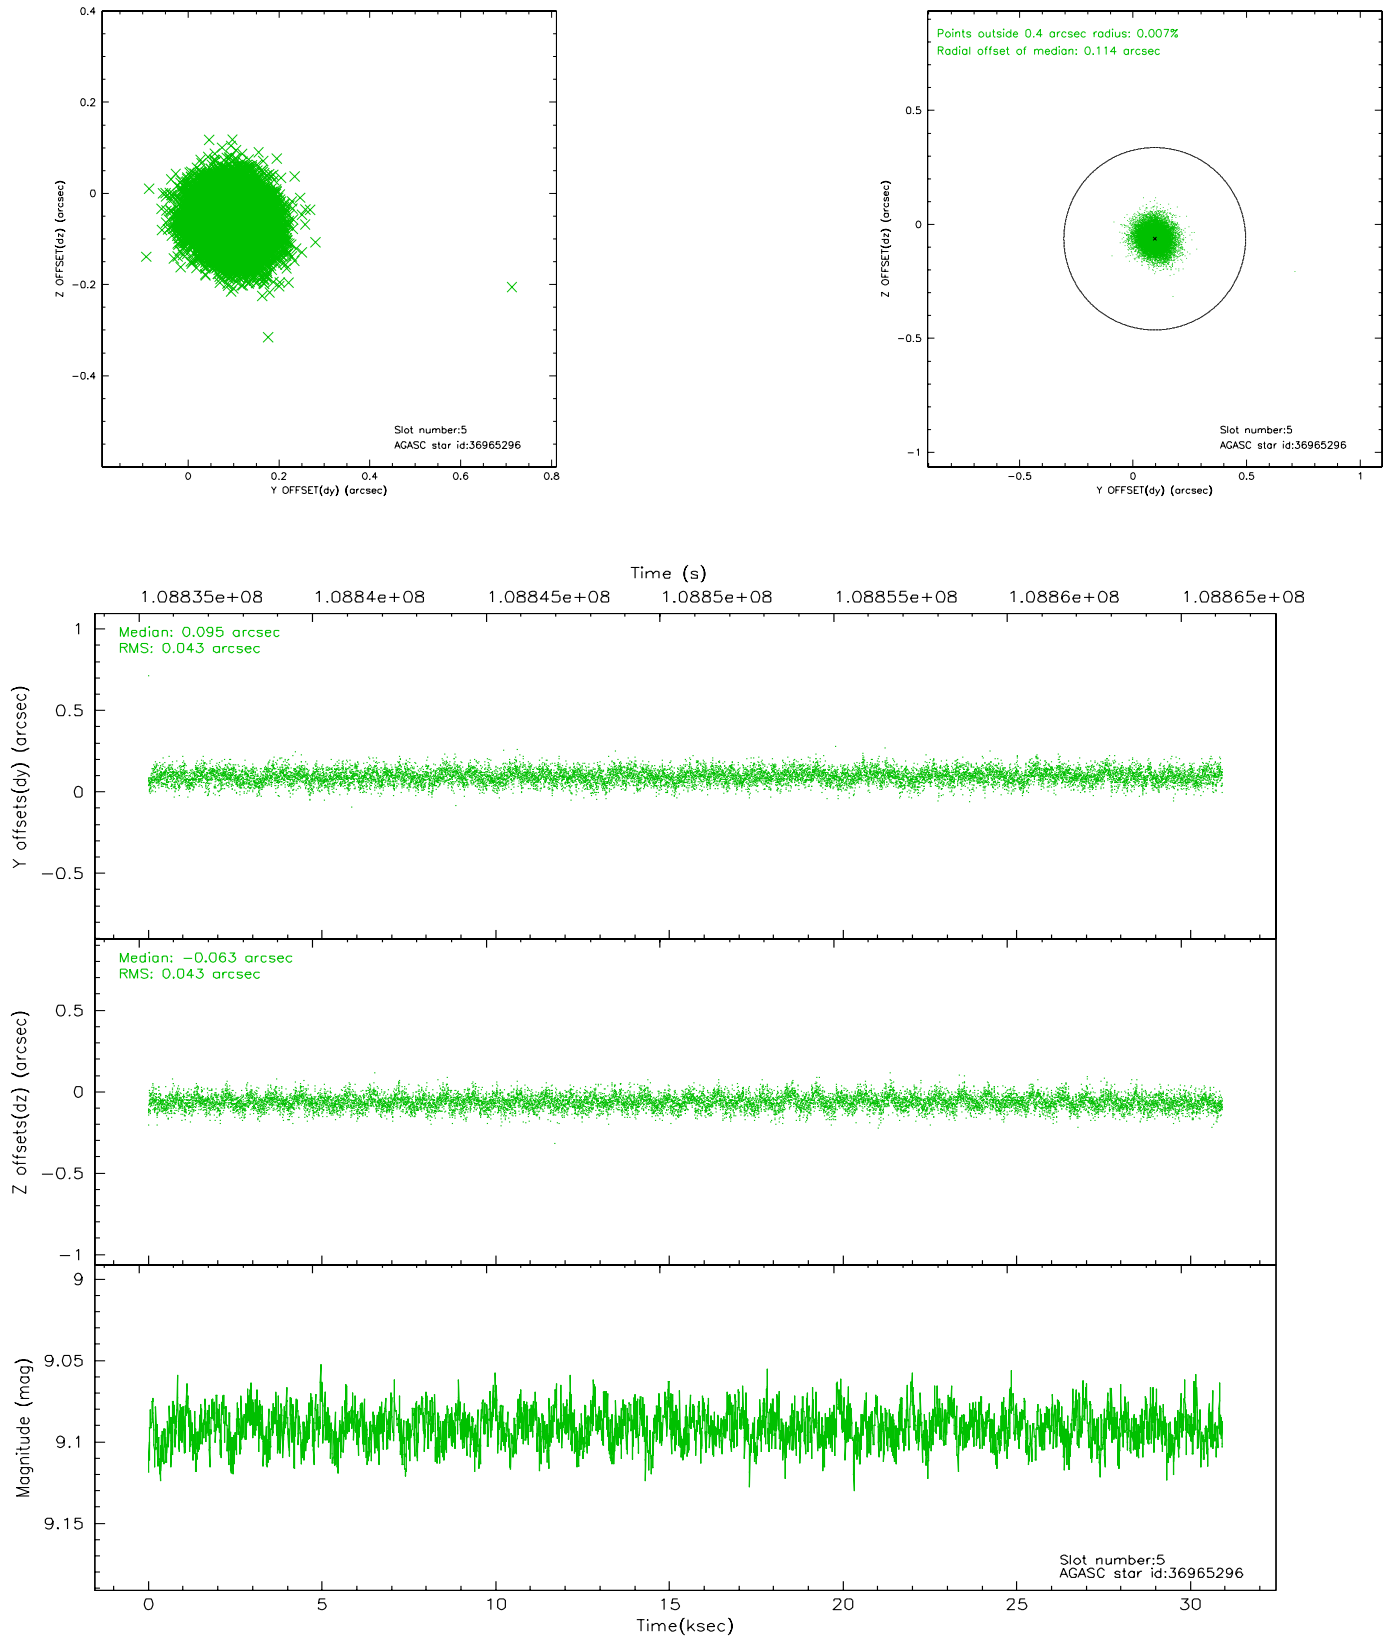 0.4
0.2
0
−0.2
−0.4
0
0.2
0.4
0.6
0.8
Z OFFSET(dz) (arcsec)
Y OFFSET(dy) (arcsec)
Slot number:5
AGASC star id:36965296
Points outside 0.4 arcsec radius: 0.007%
Radial offset of median: 0.114 arcsec
0.5
0
−0.5
−1
−0.5
0
0.5
1
Z OFFSET(dz) (arcsec)
Y OFFSET(dy) (arcsec)
Slot number:5
AGASC star id:36965296
Time (s)
1.08835e+08 1.0884e+08 1.08845e+08 1.0885e+08 1.08855e+08 1.0886e+08 1.08865e+08
Median: 0.095 arcsec
RMS: 0.043 arcsec
1
0.5
0
−0.5
Y offsets(dy) (arcsec)
Median: −0.063 arcsec
RMS: 0.043 arcsec
0.5
0
−0.5
−1
Z offsets(dz) (arcsec)
9
9.05
9.1
9.15
Magnitude (mag)
Slot number:5
AGASC star id:36965296
0 5 10 15 20 25 30
Time(ksec)